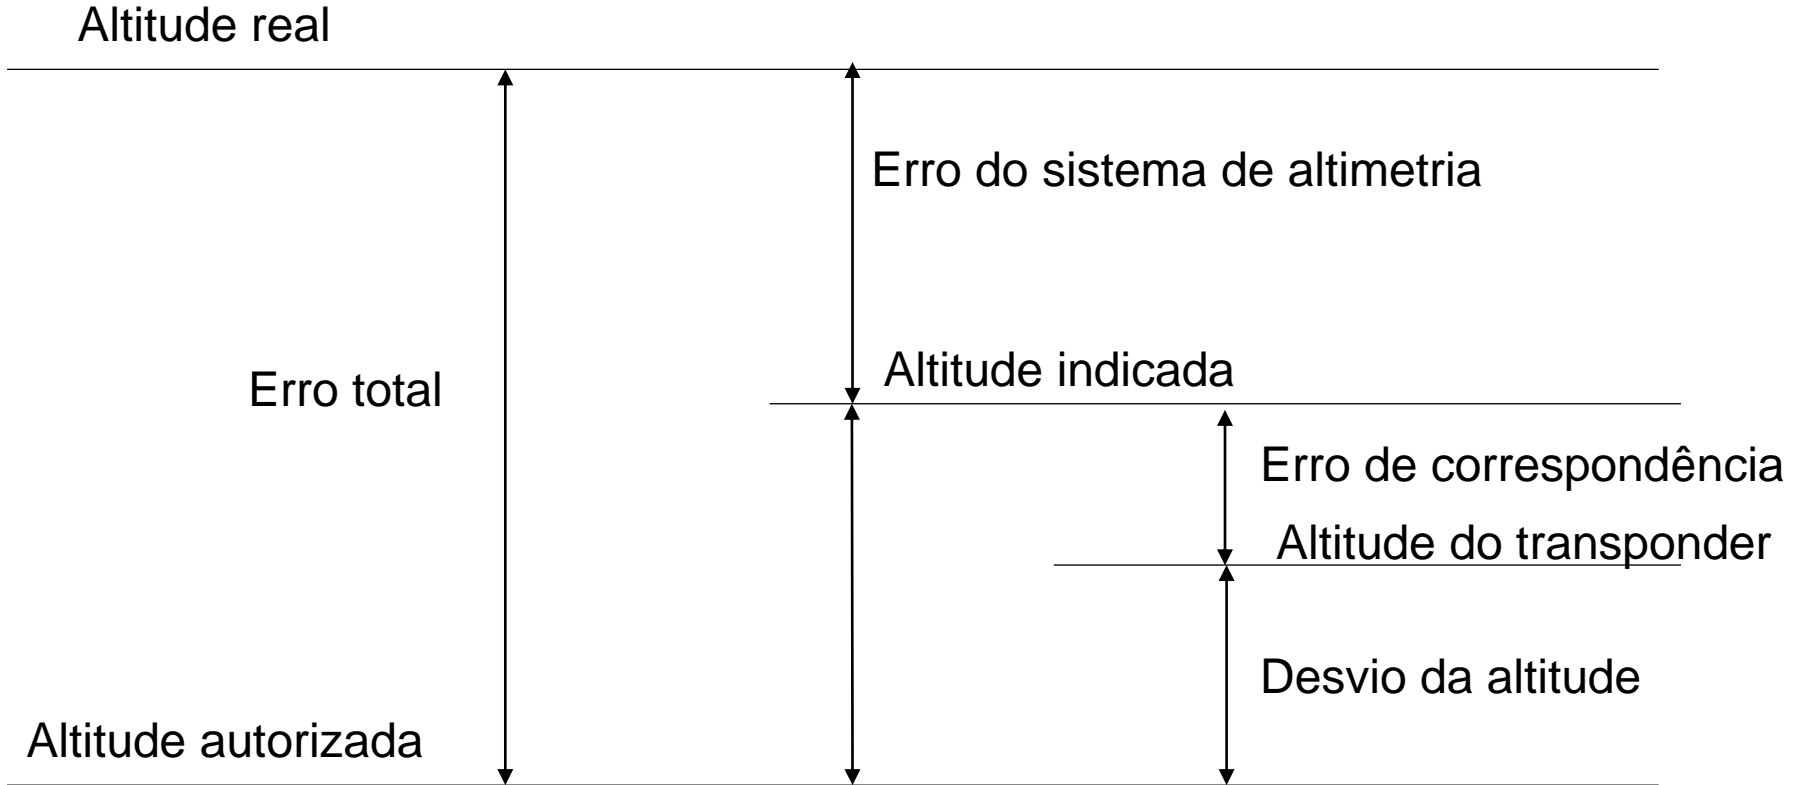 Altitude real
Erro do sistema de altimetria
Altitude indicada
Erro total
Erro de correspondência
Altitude do transponder
Desvio da altitude
Altitude autorizada